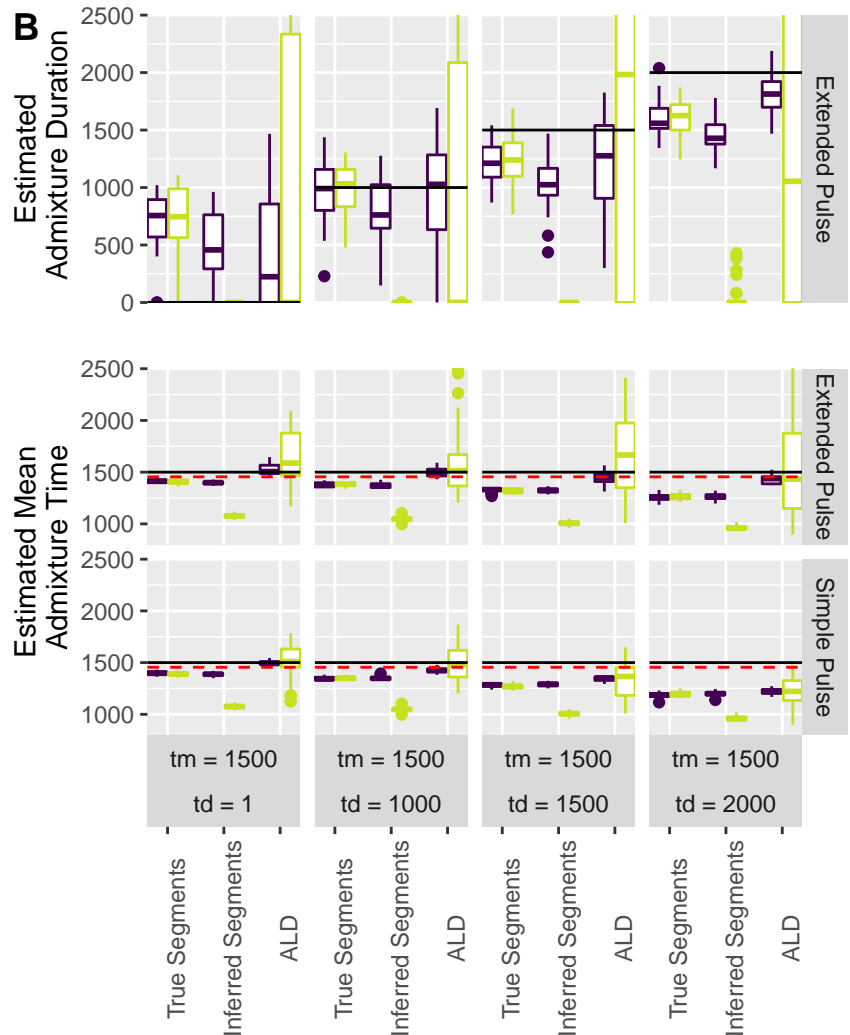 B
Estimated
Admixture Duration
2500
2000
1500
1000
500
0
Extended Pulse
Estimated Mean
Admixture Time
2500
2000
1500
1000
Extended Pulse
2500
2000
1500
1000
Simple Pulse
tm = 1500
td = 1
tm = 1500
td = 1000
tm = 1500
td = 1500
tm = 1500
td = 2000
True Segments
Inferred Segments
ALD
True Segments
Inferred Segments
ALD
True Segments
Inferred Segments
ALD
True Segments
Inferred Segments
ALD